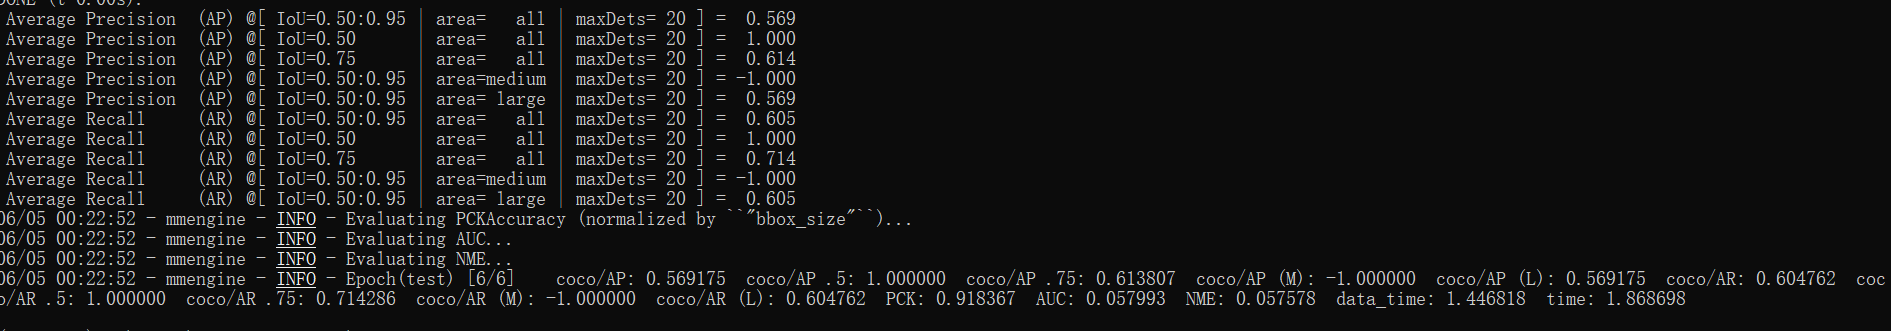 DONE (t=0.00s).
Average Precision  (AP) @[ IoU=0.50:0.95 | area=   all | maxDets= 20 ] =  0.569
Average Precision  (AP) @[ IoU=0.50      | area=   all | maxDets= 20 ] =  1.000
Average Precision  (AP) @[ IoU=0.75      | area=   all | maxDets= 20 ] =  0.614
Average Precision  (AP) @[ IoU=0.50:0.95 | area=medium | maxDets= 20 ] = -1.000
Average Precision  (AP) @[ IoU=0.50:0.95 | area= large | maxDets= 20 ] =  0.569
Average Recall     (AR) @[ IoU=0.50:0.95 | area=   all | maxDets= 20 ] =  0.605
Average Recall     (AR) @[ IoU=0.50      | area=   all | maxDets= 20 ] =  1.000
Average Recall     (AR) @[ IoU=0.75      | area=   all | maxDets= 20 ] =  0.714
Average Recall     (AR) @[ IoU=0.50:0.95 | area=medium | maxDets= 20 ] = -1.000
Average Recall     (AR) @[ IoU=0.50:0.95 | area= large | maxDets= 20 ] =  0.605
06/05 00:22:52 - mmengine - INFO - Evaluating PCKAccuracy (normalized by ``"bbox_size"``)...
06/05 00:22:52 - mmengine - INFO - Evaluating AUC...
06/05 00:22:52 - mmengine - INFO - Evaluating NME...
06/05 00:22:52 - mmengine - INFO - Epoch(test) [6/6]    coco/AP: 0.569175  coco/AP .5: 1.000000  coco/AP .75: 0.613807  coco/AP (M): -1.000000  coco/AP (L): 0.569175  coco/AR: 0.604762  coc
o/AR .5: 1.000000  coco/AR .75: 0.714286  coco/AR (M): -1.000000  coco/AR (L): 0.604762  PCK: 0.918367  AUC: 0.057993  NME: 0.057578  data_time: 1.446818  time: 1.868698